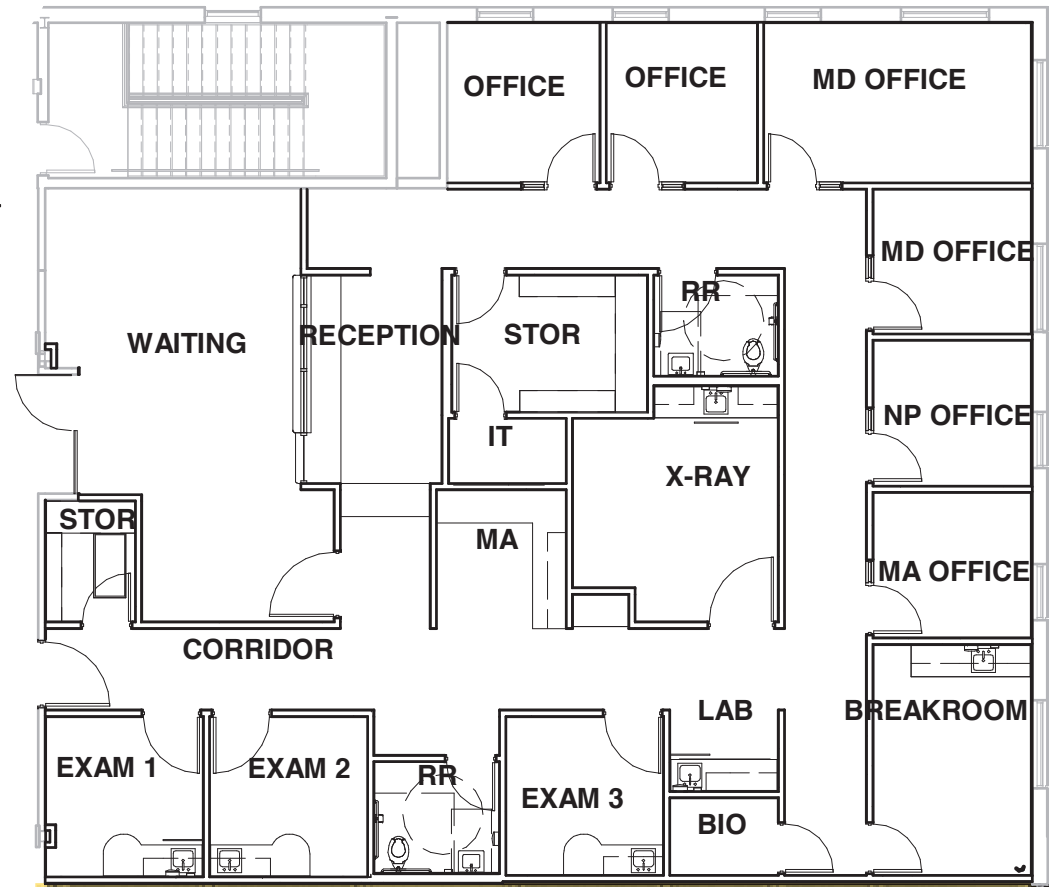 OFFICE
OFFICE
MD OFFICE
MD OFFICE
RR
WAITING
RECEPTION
STOR
NP OFFICE
IT
X-RAY
STOR
MA
MA OFFICE
CORRIDOR
LAB
BREAKROOM
EXAM 1
EXAM 2
RR
EXAM 3
BIO